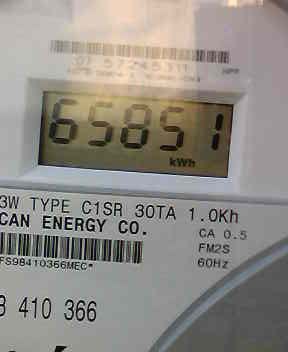 65851
kWh
3W TYPE C1SR 30TA 1.0Kh
CAN ENERGY CO.
CA 0.5
FM2S
60Hz
FS98410366MEC*
8 410 366